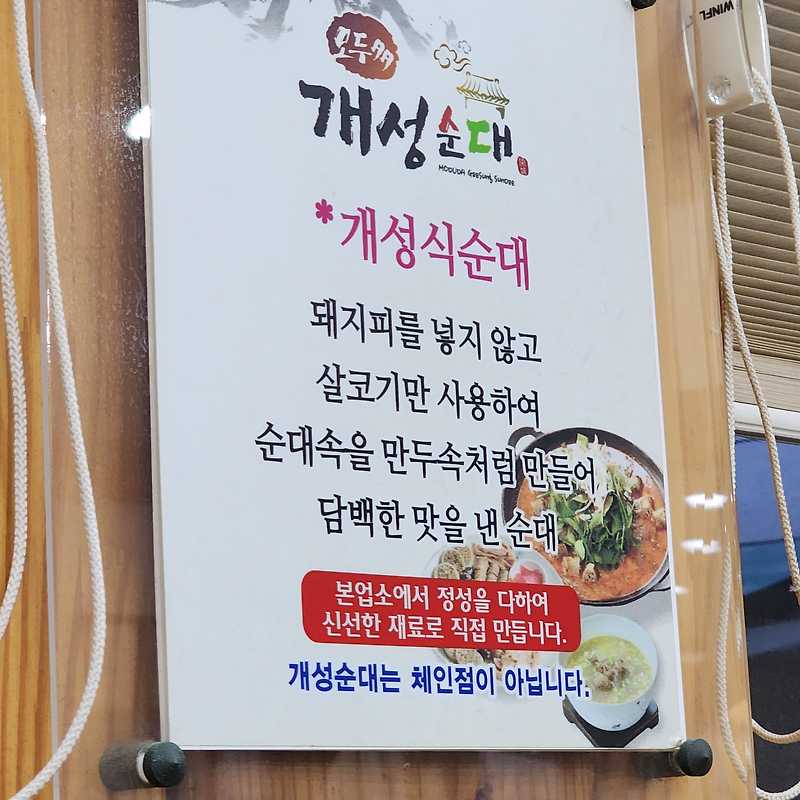 모두多
개성순대
MODUDA GEESUNG SUNDEE
*개성식순대
돼지피를 넣지 않고
살코기만 사용하여
순대속을 만두속처럼 만들어
담백한 맛을 낸 순대
본업소에서 정성을 다하여
신선한 재료로 직접 만듭니다.
개성순대는 체인점이 아닙니다.
WINFL